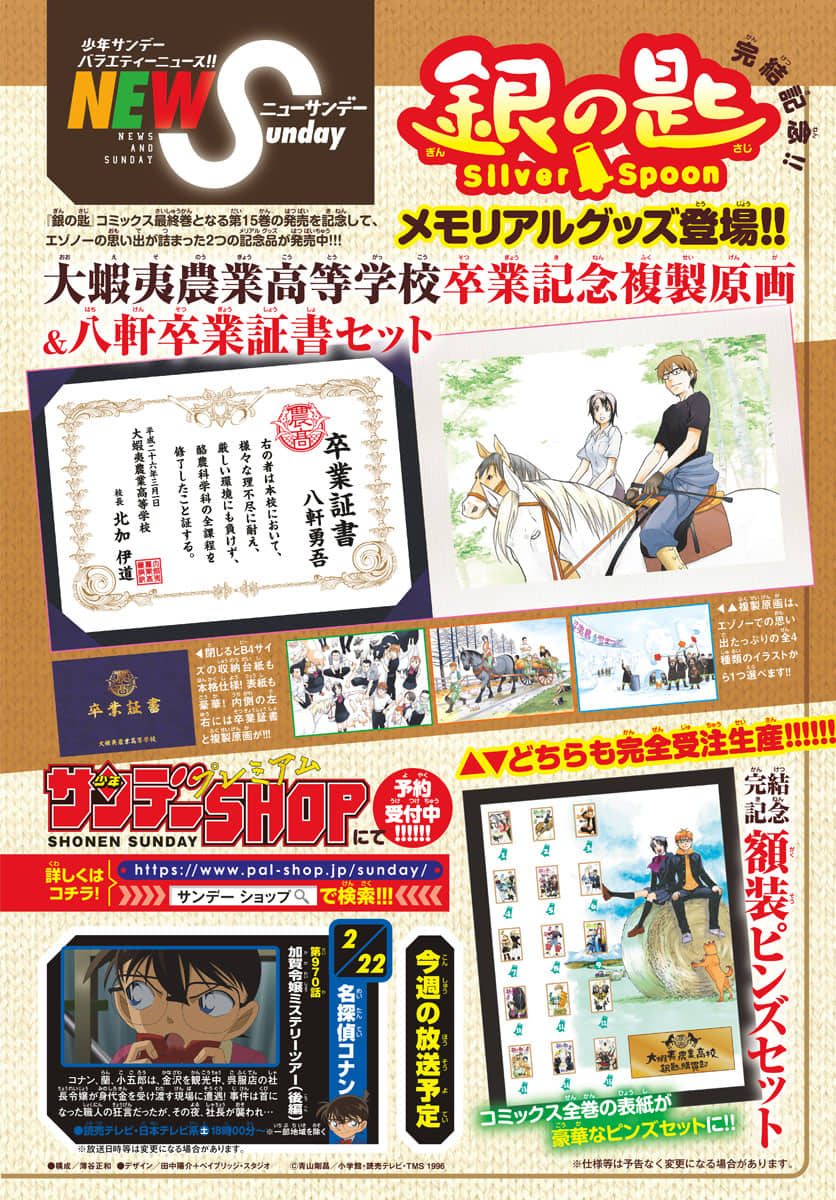 少年サンデー
バラエティーニュース!!
NEWS
ニューサンデー
Sunday
NEWS
AND
SUNDAY
完結記念!!
銀の匙
Silver Spoon
メモリアルグッズ登場!!
『銀の匙』コミックス最終巻となる第15巻の発売を記念して、
エゾノーの思い出が詰まった2つの記念品が発売中!!!
大蝦夷農業高等学校卒業記念複製原画
&八軒卒業証書セット
農高
卒業証書
八軒勇吾
右の者は本校において、
様々な理不尽に耐え、
厳しい環境にも負けず、
酪農科学科の全課程を
修了したこと証する。
平成二十六年三月一日
大蝦夷農業高等学校
校長 北加 伊道
農高
卒業証書
大蝦夷農業高等学校
◀閉じるとB4サイ
ズの収納台紙も
本格仕様!表紙も
豪華!内側の左
右には卒業証書
と複製原画が!!!
◀▲複製原画は、
エゾノーでの思い
出たっぷりの全4
種類のイラストか
ら1つ選べます!!
▲▼どちらも完全受注生産!!!!!!
少年サンデープレミアムSHOPにて
SHONEN SUNDAY
予約
受付中
!!!!!!
詳しくは
コチラ!
https://www.pal-shop.jp/sunday/
サンデー ショップ で検索!!!
完結記念 額装ピンズセット
大蝦夷農業高校
銀匙購買部
コミックス全巻の表紙が
豪華なピンズセットに!!
今週の放送予定
2/22
名探偵コナン
第970話
加賀令嬢ミステリーツアー(後編)
コナン、蘭、小五郎は、金沢を観光中、呉服店の社
長令嬢が身代金を受け渡す現場に遭遇!事件は首に
なった職人の狂言だったが、その夜、社長が襲われ…
●読売テレビ・日本テレビ系土18時00分〜
※一部地域を除く
※放送日時等は変更になる場合があります。
●構成/薄谷正和 ●デザイン/田中陽介+ベイブリッジ・スタジオ ©青山剛昌/小学館・読売テレビ・TMS 1996
※仕様等は予告なく変更になる場合があります。